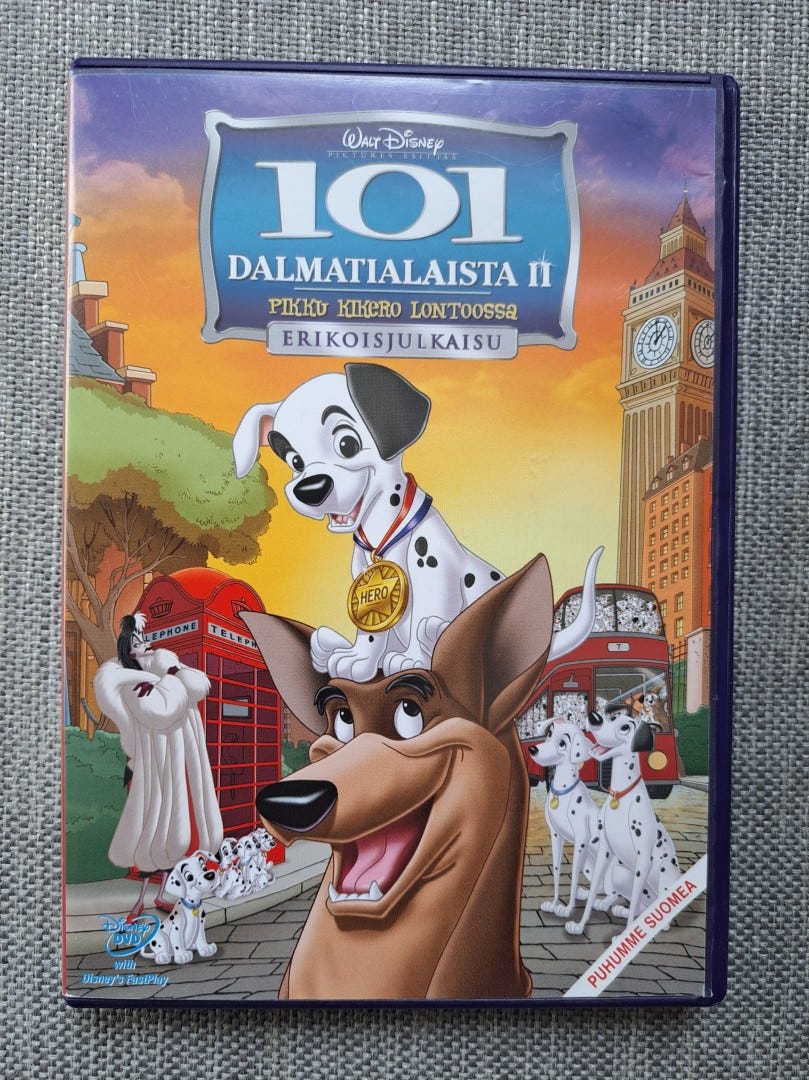 WALT DISNEY
PICTURES ESITTÄÄ
101
DALMATIALAISTA II
PIKKU KIKERO LONTOOSSA
ERIKOISJULKAISU
TELEPHONE
TELEPH
HERO
7
Disney
DVD
with
Disney's FastPlay
PUHUMME SUOMEA